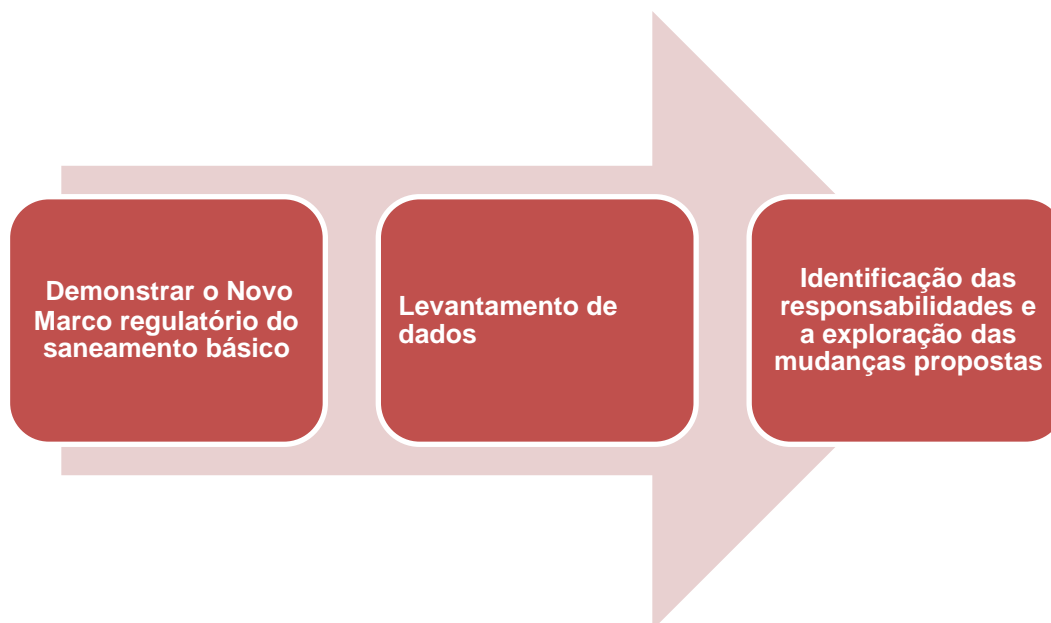 Demonstrar o Novo
Marco regulatório do
saneamento básico
Levantamento de
dados
Identificação das
responsabilidades e
a exploração das
mudanças propostas